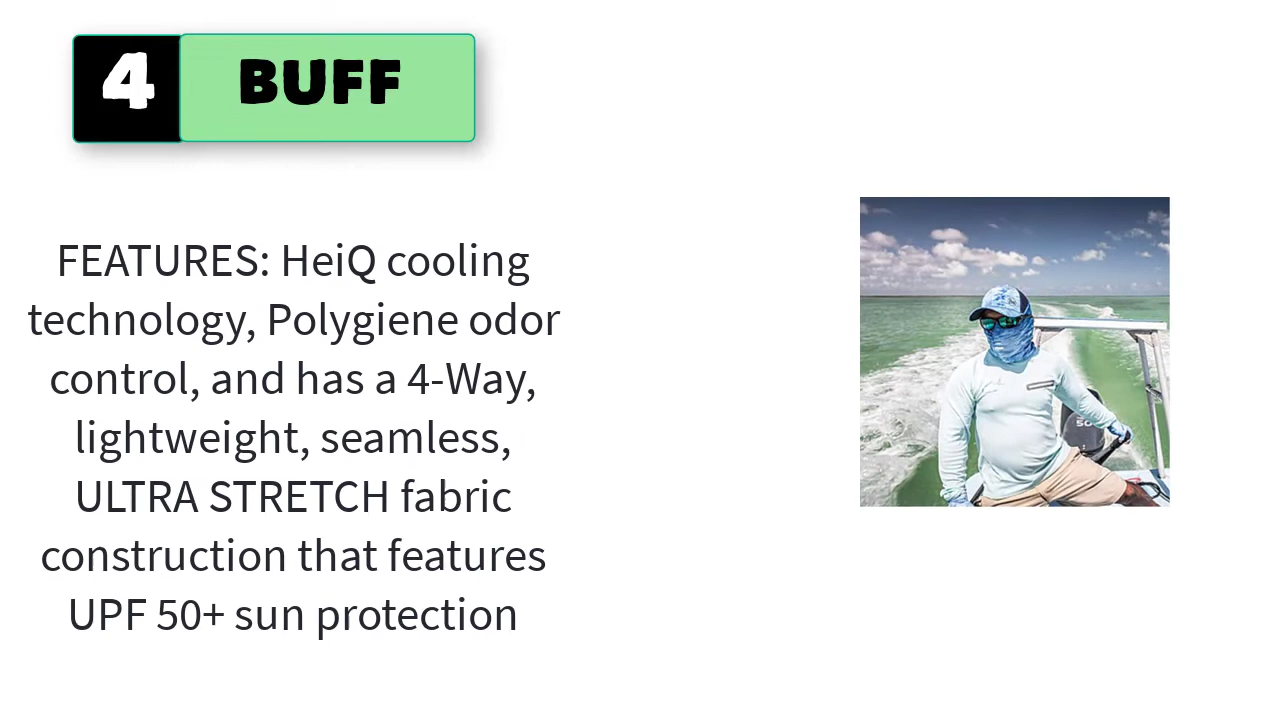 4 BUFF
FEATURES: HeiQ cooling
technology, Polygiene odor
control, and has a 4-Way,
lightweight, seamless,
ULTRA STRETCH fabric
construction that features
UPF 50+ sun protection
50